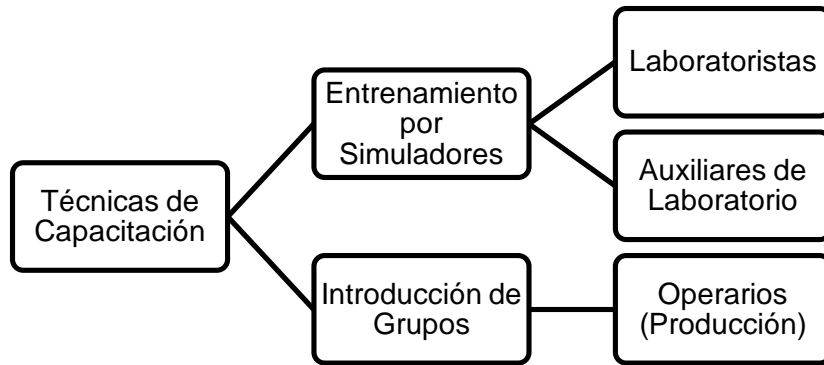 Técnicas de
Capacitación
Entrenamiento
por
Simuladores
Laboratoristas
Auxiliares de
Laboratorio
Introducción de
Grupos
Operarios
(Producción)